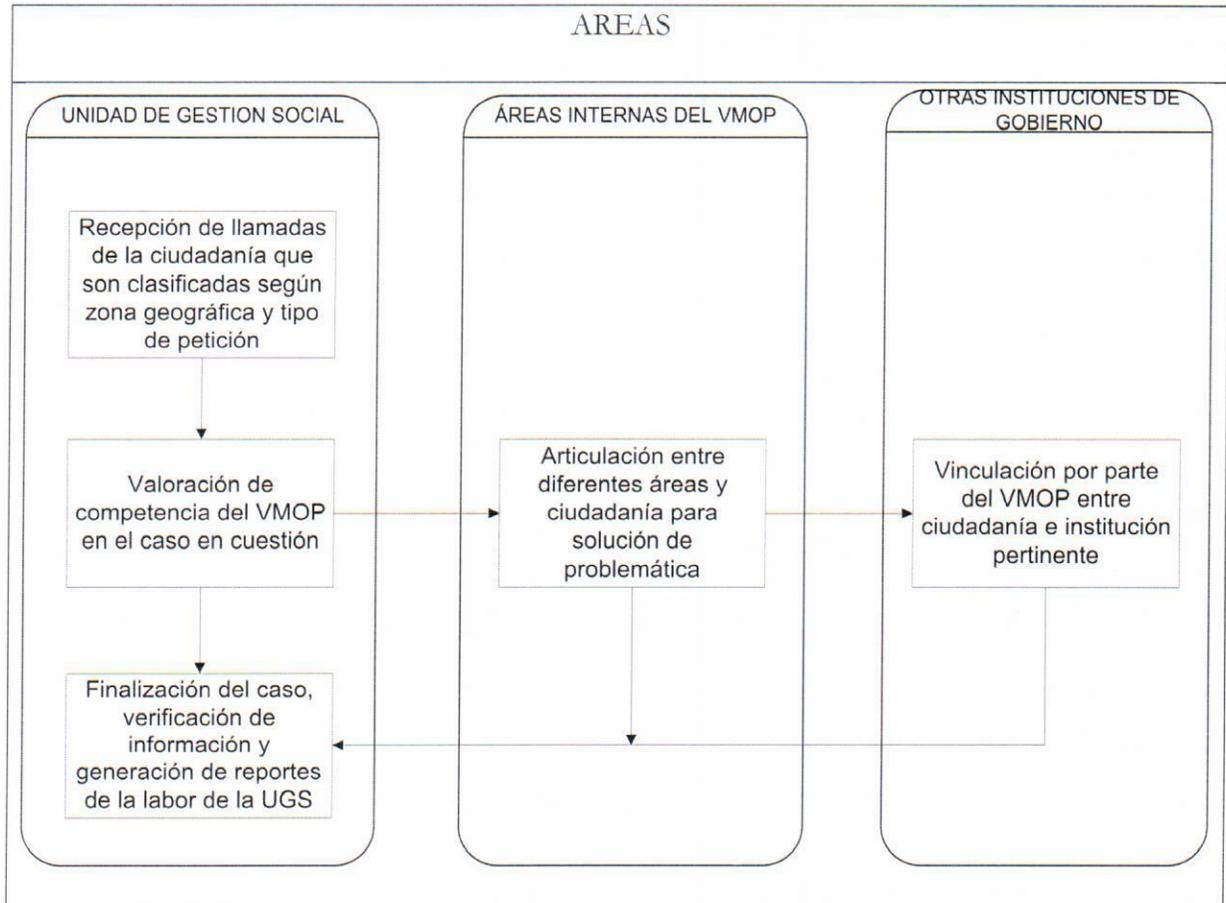 AREAS
UNIDAD DE GESTION SOCIAL
ÁREAS INTERNAS DEL VMOP
OTRAS INSTITUCIONES DE
GOBIERNO
Recepción de llamadas
de la ciudadanía que
son clasificadas según
zona geográfica y tipo
de petición
Valoración de
competencia del VMOP
en el caso en cuestión
Articulación entre
diferentes áreas y
ciudadanía para
solución de
problemática
Vinculación por parte
del VMOP entre
ciudadanía e institución
pertinente
Finalización del caso,
verificación de
información y
generación de reportes
de la labor de la UGS